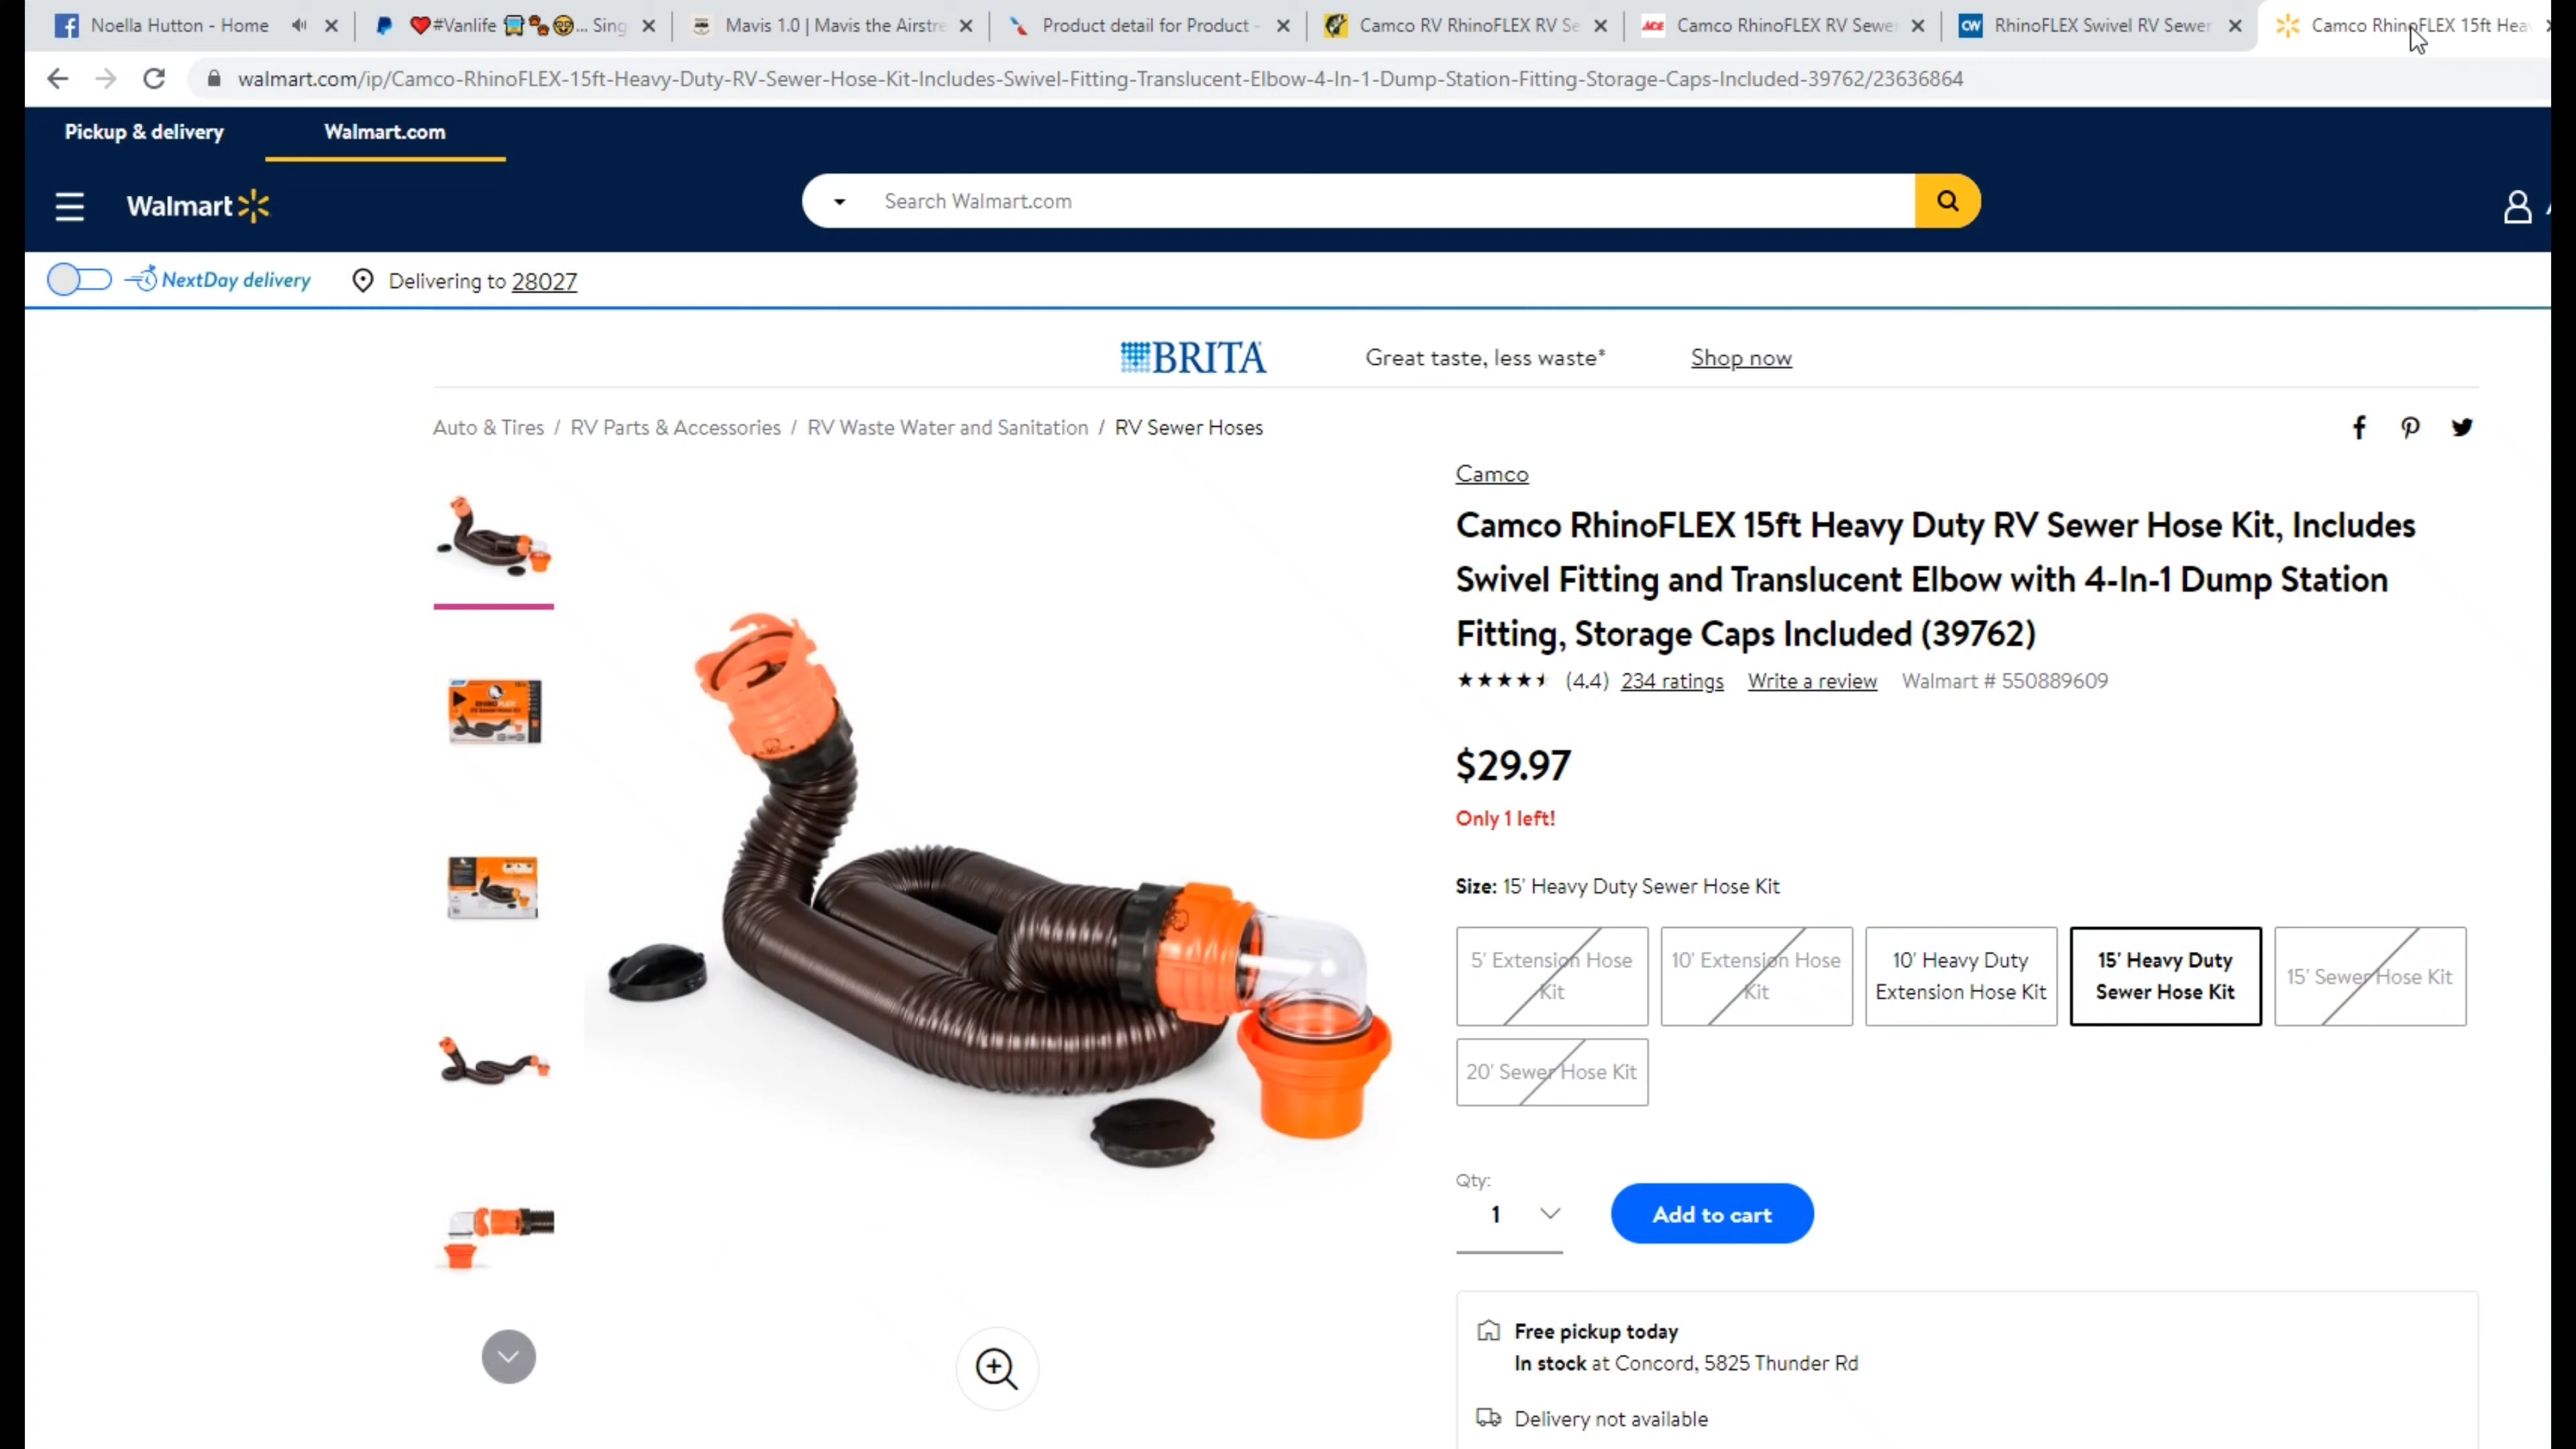 Noella Hutton - Home
❤️#Vanlife 🚐🐾🤓... Sing
Mavis 1.0 | Mavis the Airstre
Product detail for Product -
Camco RV RhinoFLEX RV Se
ACE
Camco RhinoFLEX RV Sewe
CW
RhinoFLEX Swivel RV Sewer
Camco RhinoFLEX 15ft Hea
walmart.com/ip/Camco-RhinoFLEX-15ft-Heavy-Duty-RV-Sewer-Hose-Kit-Includes-Swivel-Fitting-Translucent-Elbow-4-In-1-Dump-Station-Fitting-Storage-Caps-Included-39762/23636864
Pickup & delivery
Walmart.com
Walmart
Search Walmart.com
NextDay delivery
Delivering to 28027
BRITA
Great taste, less waste*
Shop now
Auto & Tires / RV Parts & Accessories / RV Waste Water and Sanitation / RV Sewer Hoses
Camco
Camco RhinoFLEX 15ft Heavy Duty RV Sewer Hose Kit, Includes
Swivel Fitting and Translucent Elbow with 4-In-1 Dump Station
Fitting, Storage Caps Included (39762)
(4.4) 234 ratings Write a review Walmart # 550889609
$29.97
Only 1 left!
Size: 15' Heavy Duty Sewer Hose Kit
5' Extension Hose
Kit
10' Extension Hose
Kit
10' Heavy Duty
Extension Hose Kit
15' Heavy Duty
Sewer Hose Kit
15' Sewer Hose Kit
20' Sewer Hose Kit
Qty:
1
Add to cart
Free pickup today
In stock at Concord, 5825 Thunder Rd
Delivery not available